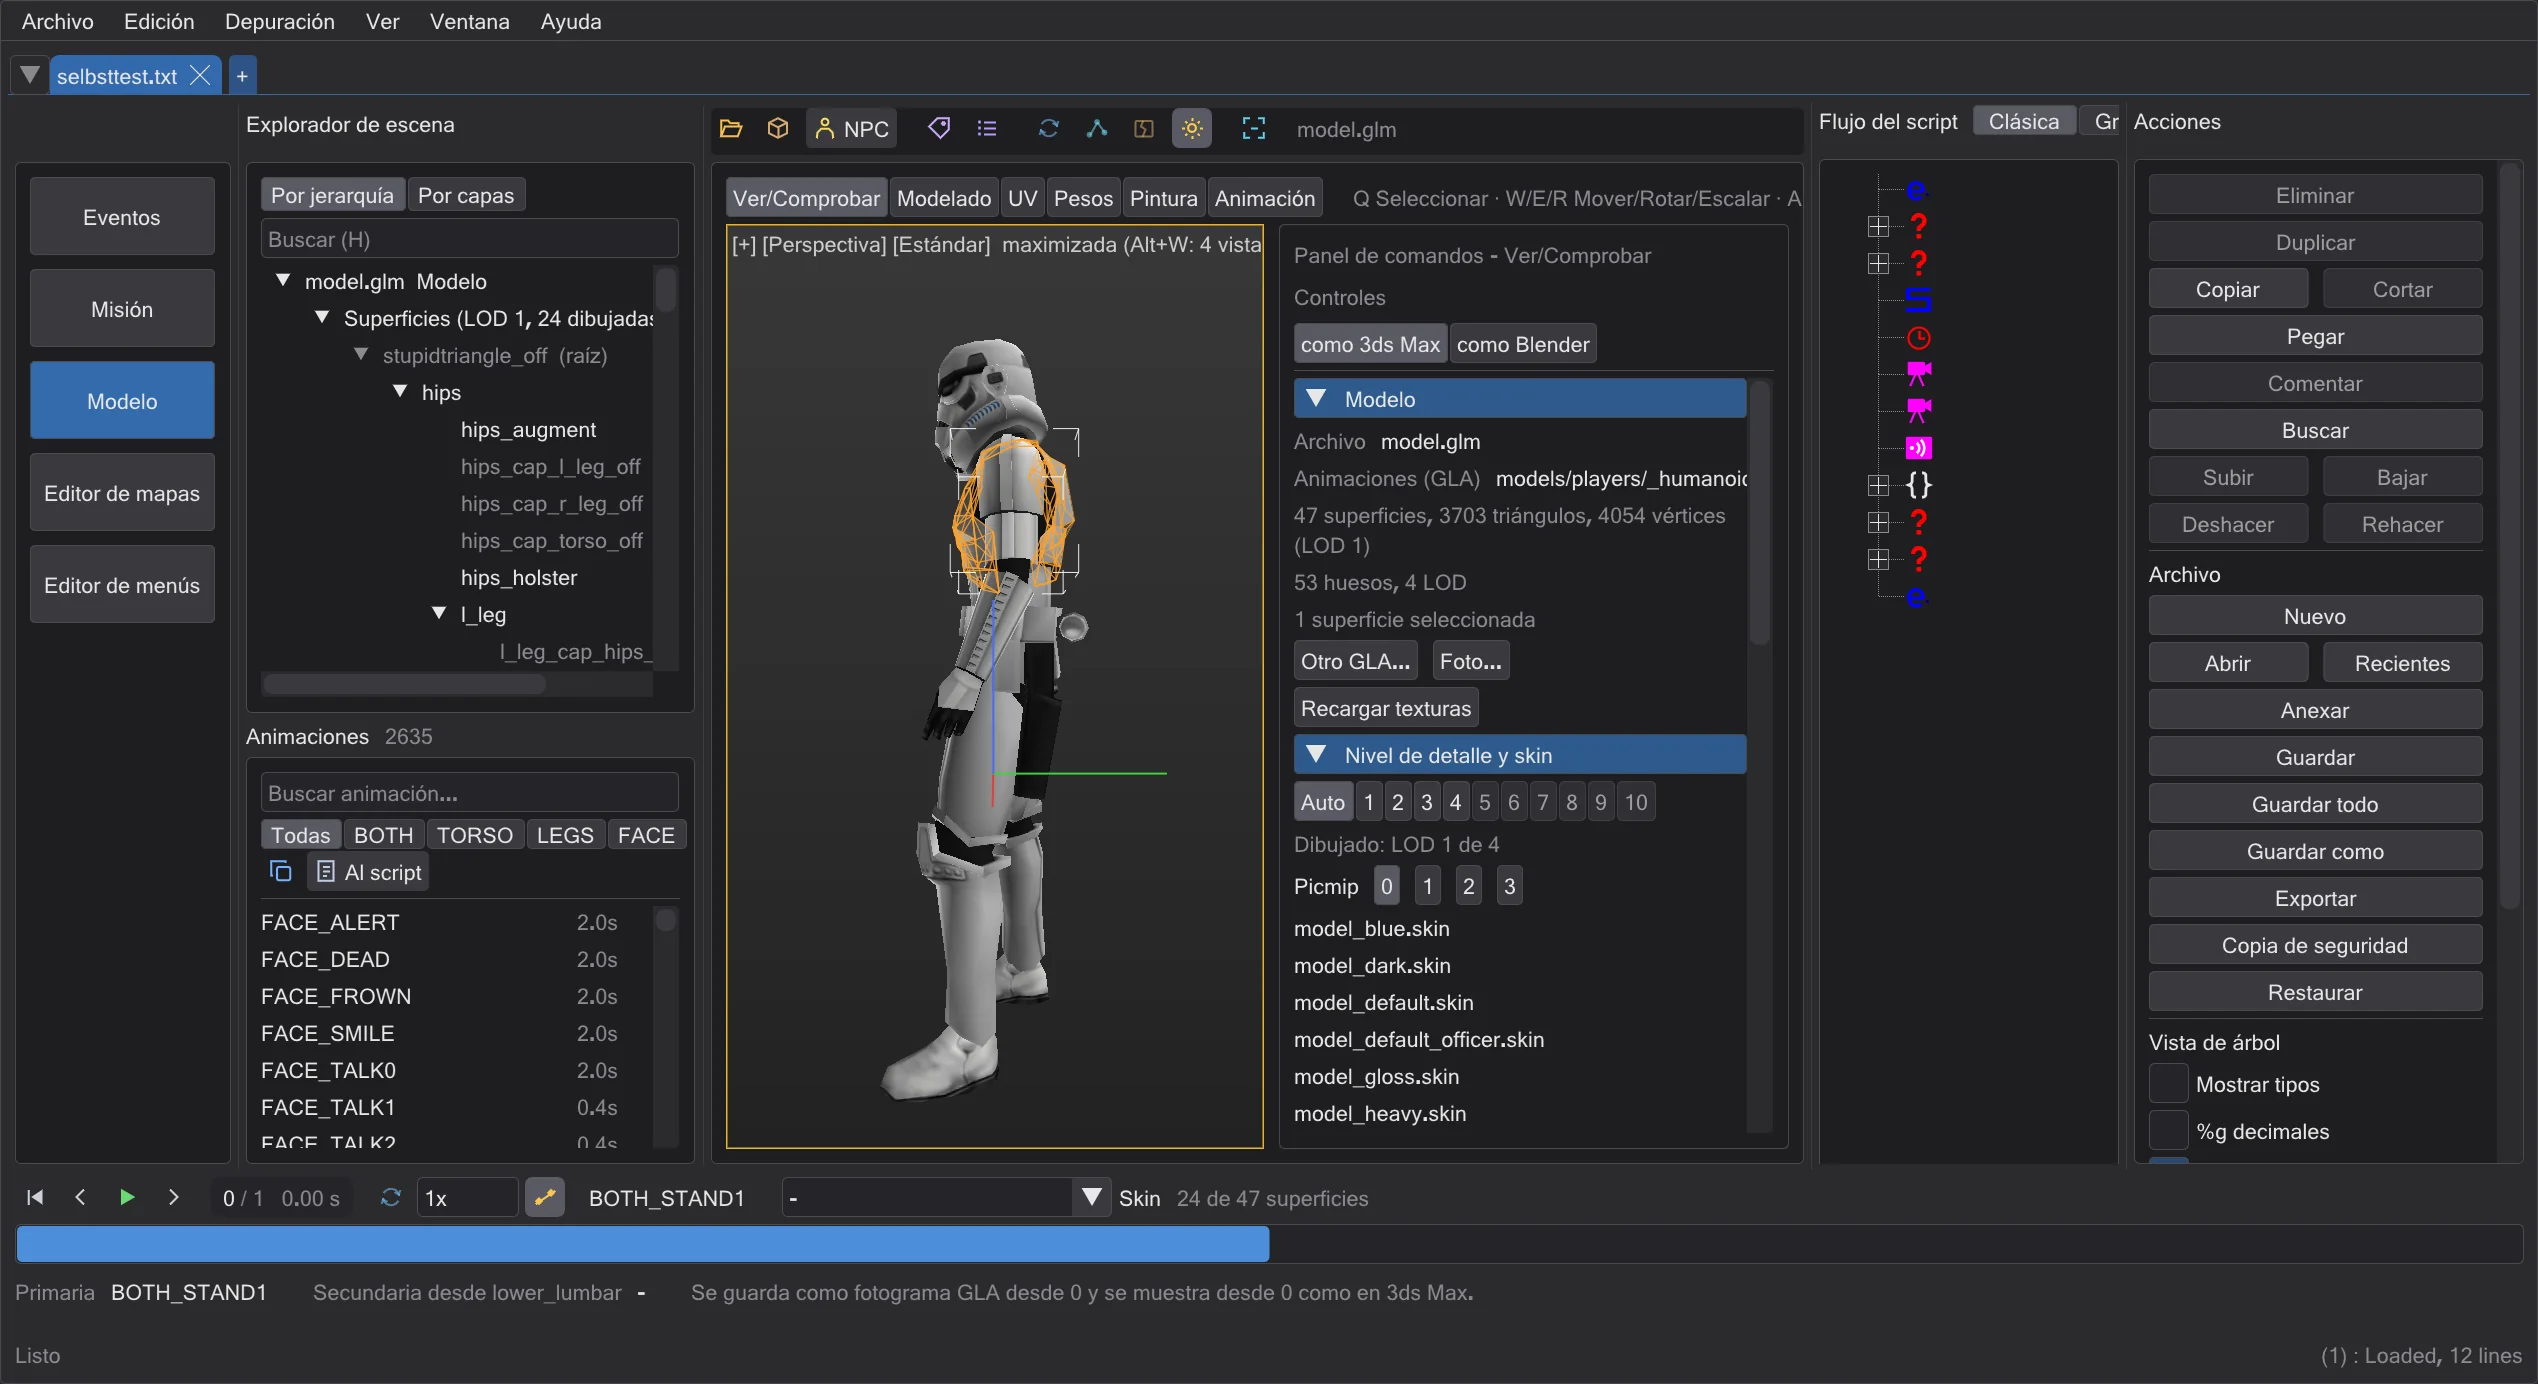 Archivo Edición Depuración Ver Ventana Ayuda
selbsttest.txt +
Explorador de escena
NPC
model.glm
Flujo del script Clásica Gr
Acciones
Eventos
Misión
Modelo
Editor de mapas
Editor de menús
Por jerarquía Por capas
Buscar (H)
model.glm Modelo
Superficies (LOD 1, 24 dibujadas
stupidtriangle_off (raíz)
hips
hips_augment
hips_cap_l_leg_off
hips_cap_r_leg_off
hips_cap_torso_off
hips_holster
l_leg
l_leg_cap_hips_
Animaciones 2635
Buscar animación...
Todas BOTH TORSO LEGS FACE
AI script
FACE_ALERT 2.0s
FACE_DEAD 2.0s
FACE_FROWN 2.0s
FACE_SMILE 2.0s
FACE_TALK0 2.0s
FACE_TALK1 0.4s
FACE_TALK2 0.4s
Ver/Comprobar Modelado UV Pesos Pintura Animación Q Seleccionar · W/E/R Mover/Rotar/Escalar · A
[+] [Perspectiva] [Estándar] maximizada (Alt+W: 4 vista
Panel de comandos - Ver/Comprobar
Controles
como 3ds Max como Blender
Modelo
Archivo model.glm
Animaciones (GLA) models/players/_humanoid
47 superficies, 3703 triángulos, 4054 vértices
(LOD 1)
53 huesos, 4 LOD
1 superficie seleccionada
Otro GLA... Foto...
Recargar texturas
Nivel de detalle y skin
Auto 1 2 3 4 5 6 7 8 9 10
Dibujado: LOD 1 de 4
Picmip 0 1 2 3
model_blue.skin
model_dark.skin
model_default.skin
model_default_officer.skin
model_gloss.skin
model_heavy.skin
e
?
?
S
{}
?
?
e
Eliminar
Duplicar
Copiar Cortar
Pegar
Comentar
Buscar
Subir Bajar
Deshacer Rehacer
Archivo
Nuevo
Abrir Recientes
Anexar
Guardar
Guardar todo
Guardar como
Exportar
Copia de seguridad
Restaurar
Vista de árbol
Mostrar tipos
%g decimales
0 / 1 0.00 s 1x BOTH_STAND1 - Skin 24 de 47 superficies
Primaria BOTH_STAND1 Secundaria desde lower_lumbar - Se guarda como fotograma GLA desde 0 y se muestra desde 0 como en 3ds Max.
Listo
(1) : Loaded, 12 lines